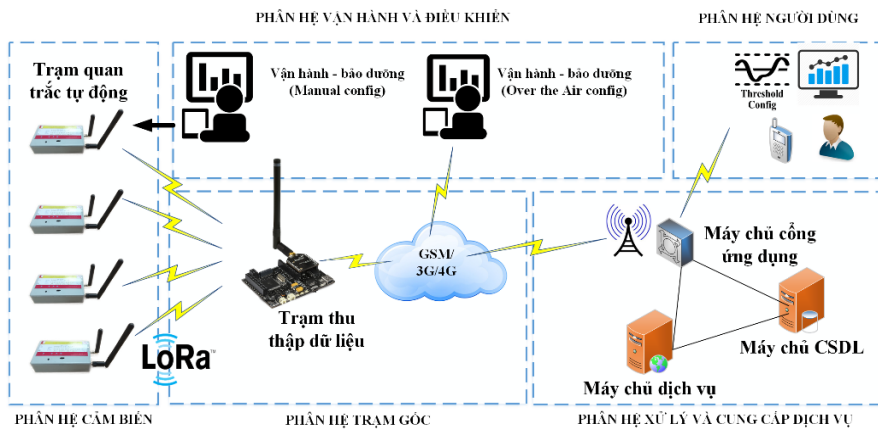 PHÂN HỆ VẬN HÀNH VÀ ĐIỀU KHIỂN
PHÂN HỆ NGƯỜI DÙNG
Trạm quan
trắc tự động
Vận hành - bảo dưỡng
(Manual config)
Vận hành - bảo dưỡng
(Over the Air config)
Threshold
Config
GSM/
3G/4G
Trạm thu
thập dữ liệu
LoRa™
Máy chủ cổng
ứng dụng
Máy chủ CSDL
Máy chủ dịch vụ
PHÂN HỆ CẢM BIẾN
PHÂN HỆ TRẠM GỐC
PHÂN HỆ XỬ LÝ VÀ CUNG CẤP DỊCH VỤ